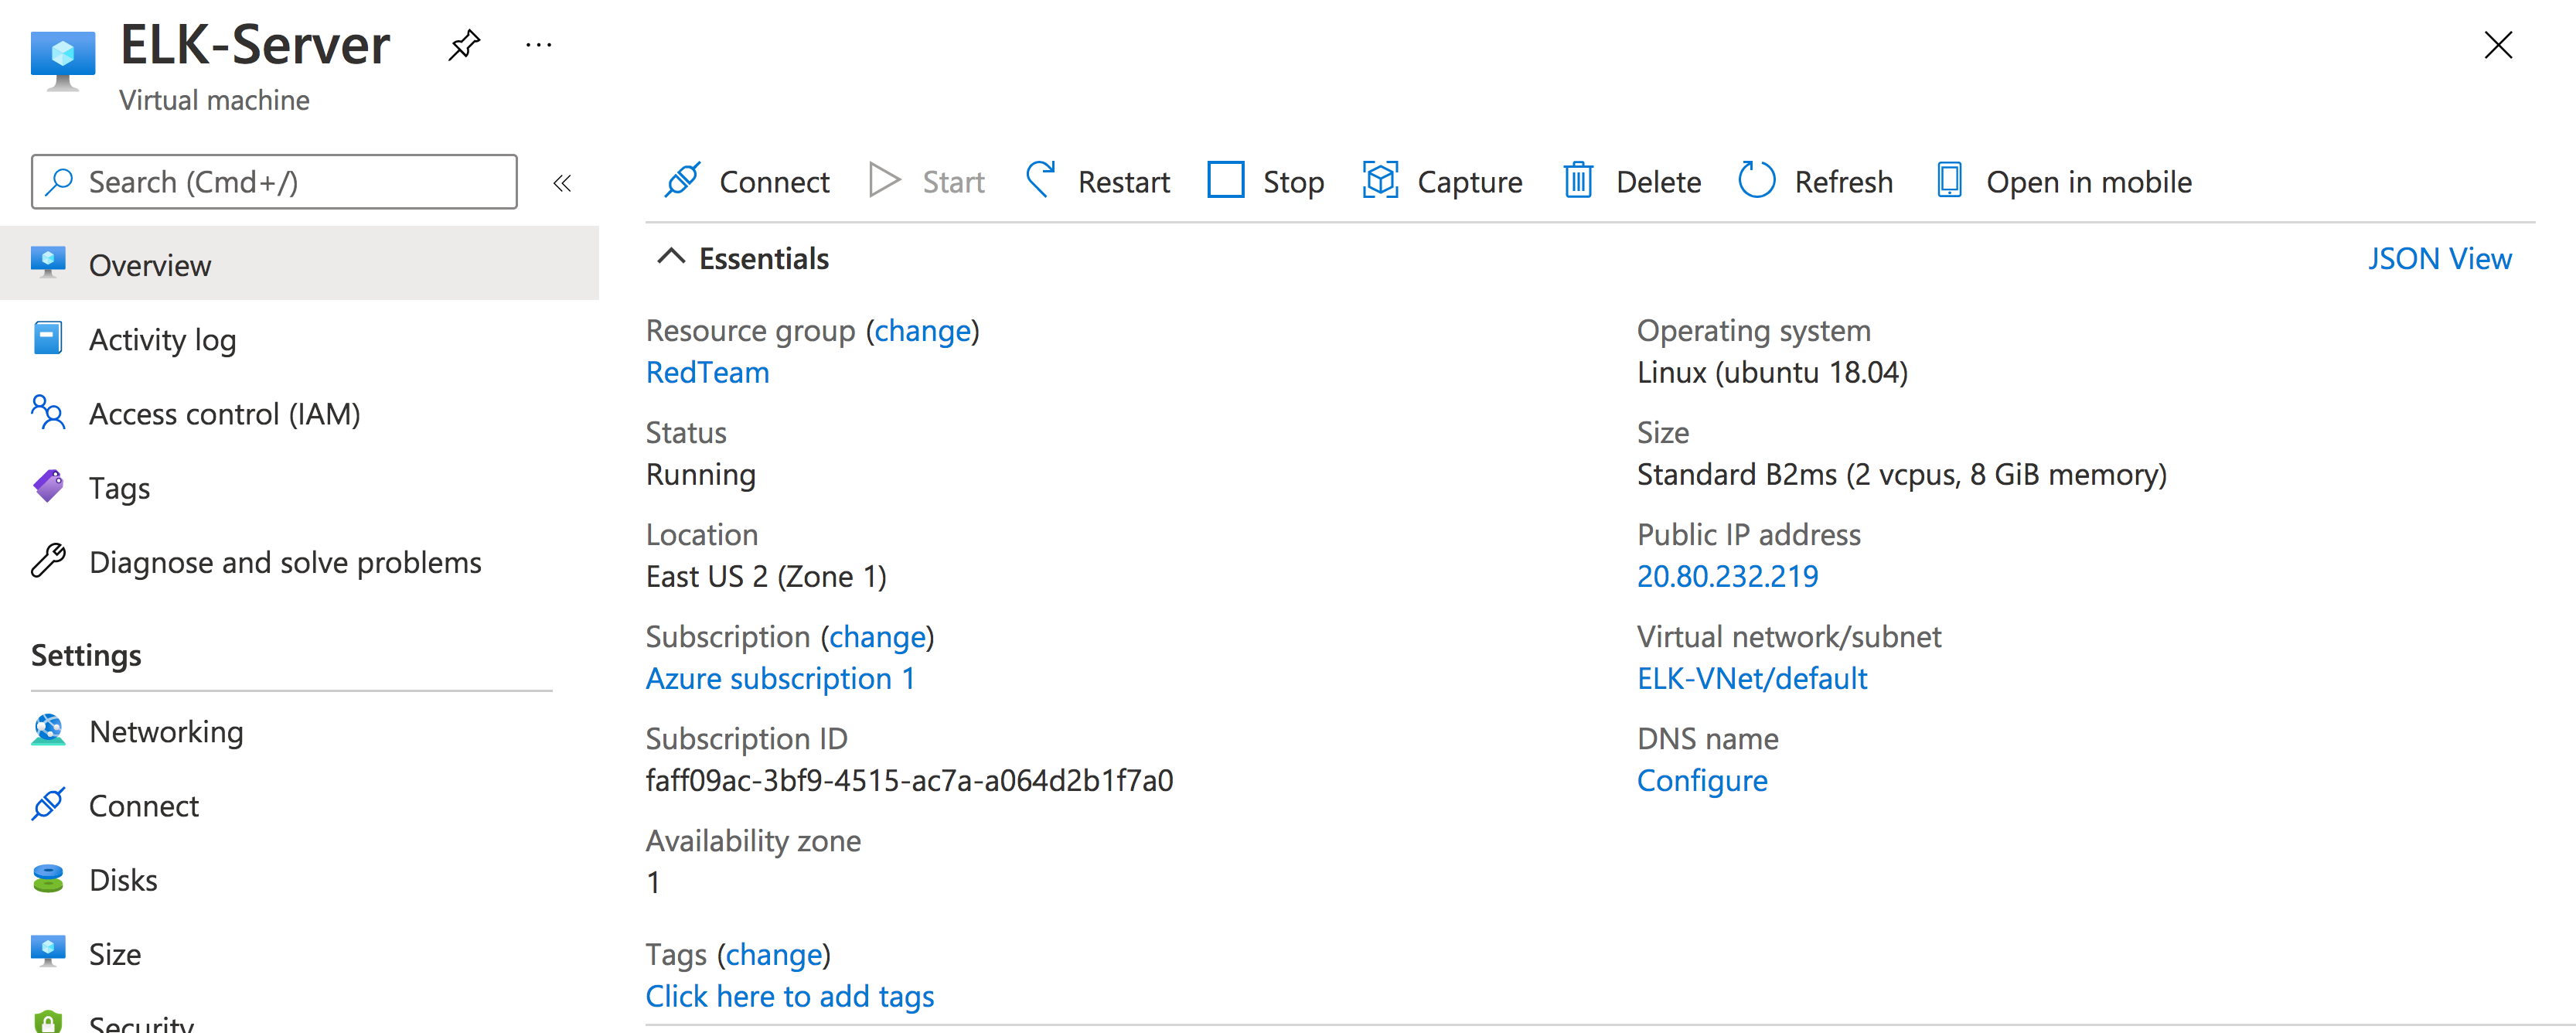 ELK-Server
Virtual machine
Search (Cmd+/)
Overview
Activity log
Access control (IAM)
Tags
Diagnose and solve problems
Settings
Networking
Connect
Disks
Size
Security
Connect Start Restart Stop Capture Delete Refresh Open in mobile
Essentials
JSON View
Resource group (change)
RedTeam
Status
Running
Location
East US 2 (Zone 1)
Subscription (change)
Azure subscription 1
Subscription ID
faff09ac-3bf9-4515-ac7a-a064d2b1f7a0
Availability zone
1
Operating system
Linux (ubuntu 18.04)
Size
Standard B2ms (2 vcpus, 8 GiB memory)
Public IP address
20.80.232.219
Virtual network/subnet
ELK-VNet/default
DNS name
Configure
Tags (change)
Click here to add tags